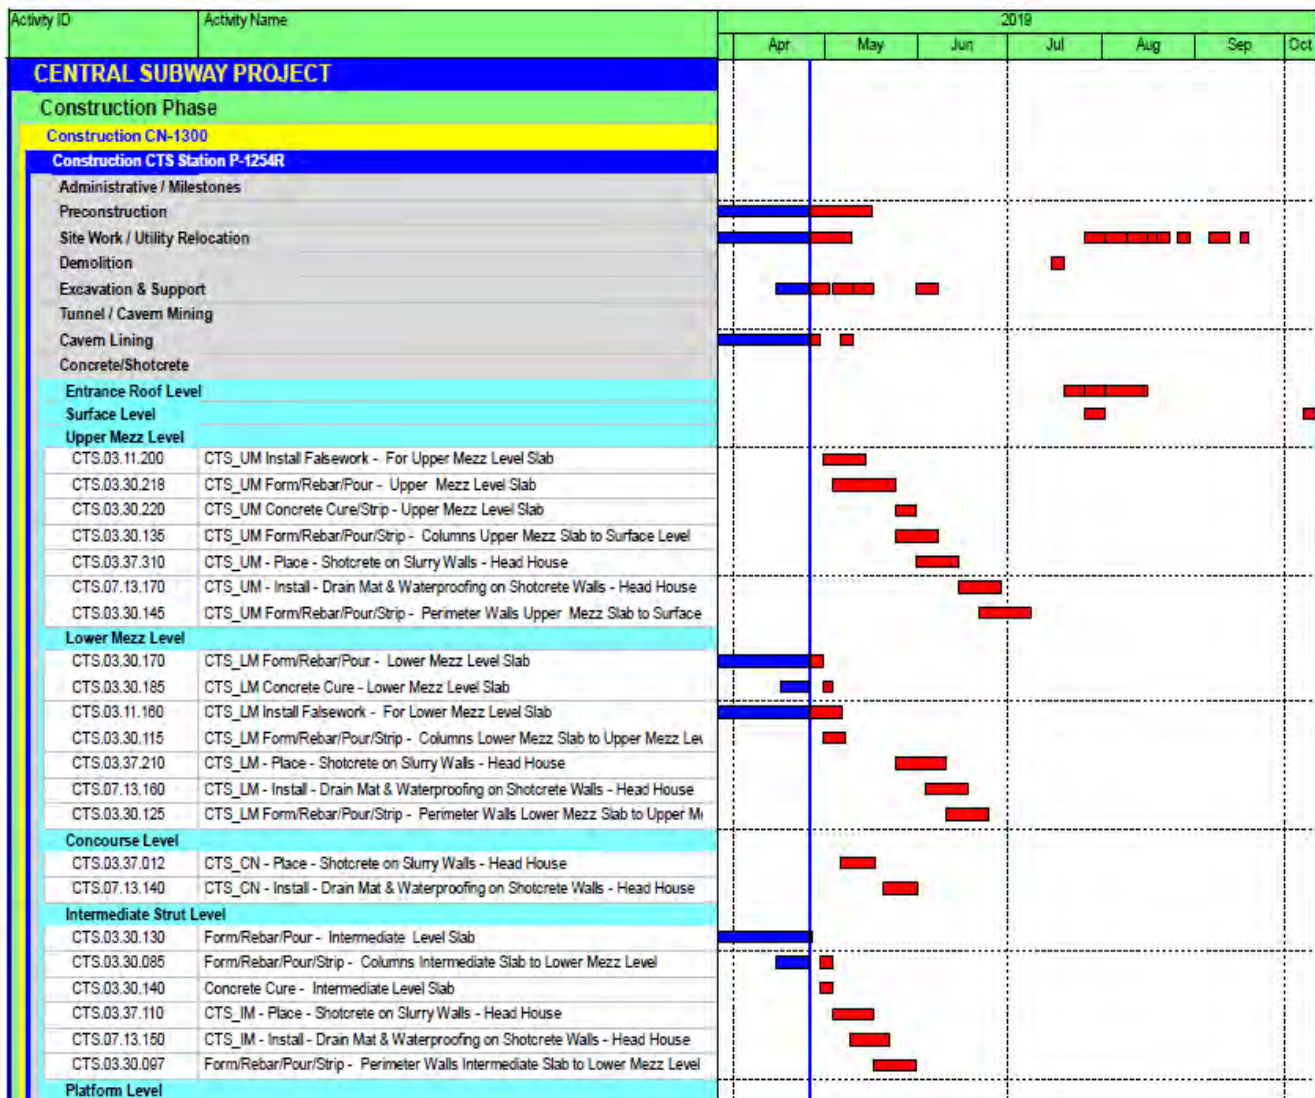 Activity ID Activity Name 2019
Apr May Jun Jul Aug Sep Oct
CENTRAL SUBWAY PROJECT
Construction Phase
Construction CN-1300
Construction CTS Station P-1254R
Administrative / Milestones
Preconstruction
Site Work / Utility Relocation
Demolition
Excavation & Support
Tunnel / Cavern Mining
Cavern Lining
Concrete/Shotcrete
Entrance Roof Level
Surface Level
Upper Mezz Level
CTS.03.11.200 CTS_UM Install Falsework - For Upper Mezz Level Slab
CTS.03.30.218 CTS_UM Form/Rebar/Pour - Upper Mezz Level Slab
CTS.03.30.220 CTS_UM Concrete Cure/Strip - Upper Mezz Level Slab
CTS.03.30.135 CTS_UM Form/Rebar/Pour/Strip - Columns Upper Mezz Slab to Surface Level
CTS.03.37.310 CTS_UM - Place - Shotcrete on Slurry Walls - Head House
CTS.07.13.170 CTS_UM - Install - Drain Mat & Waterproofing on Shotcrete Walls - Head House
CTS.03.30.145 CTS_UM Form/Rebar/Pour/Strip - Perimeter Walls Upper Mezz Slab to Surface
Lower Mezz Level
CTS.03.30.170 CTS_LM Form/Rebar/Pour - Lower Mezz Level Slab
CTS.03.30.185 CTS_LM Concrete Cure - Lower Mezz Level Slab
CTS.03.11.160 CTS_LM Install Falsework - For Lower Mezz Level Slab
CTS.03.30.115 CTS_LM Form/Rebar/Pour/Strip - Columns Lower Mezz Slab to Upper Mezz Lev
CTS.03.37.210 CTS_LM - Place - Shotcrete on Slurry Walls - Head House
CTS.07.13.160 CTS_LM - Install - Drain Mat & Waterproofing on Shotcrete Walls - Head House
CTS.03.30.125 CTS_LM Form/Rebar/Pour/Strip - Perimeter Walls Lower Mezz Slab to Upper M
Concourse Level
CTS.03.37.012 CTS_CN - Place - Shotcrete on Slurry Walls - Head House
CTS.07.13.140 CTS_CN - Install - Drain Mat & Waterproofing on Shotcrete Walls - Head House
Intermediate Strut Level
CTS.03.30.130 Form/Rebar/Pour - Intermediate Level Slab
CTS.03.30.085 Form/Rebar/Pour/Strip - Columns Intermediate Slab to Lower Mezz Level
CTS.03.30.140 Concrete Cure - Intermediate Level Slab
CTS.03.37.110 CTS_IM - Place - Shotcrete on Slurry Walls - Head House
CTS.07.13.150 CTS_IM - Install - Drain Mat & Waterproofing on Shotcrete Walls - Head House
CTS.03.30.097 Form/Rebar/Pour/Strip - Perimeter Walls Intermediate Slab to Lower Mezz Level
Platform Level